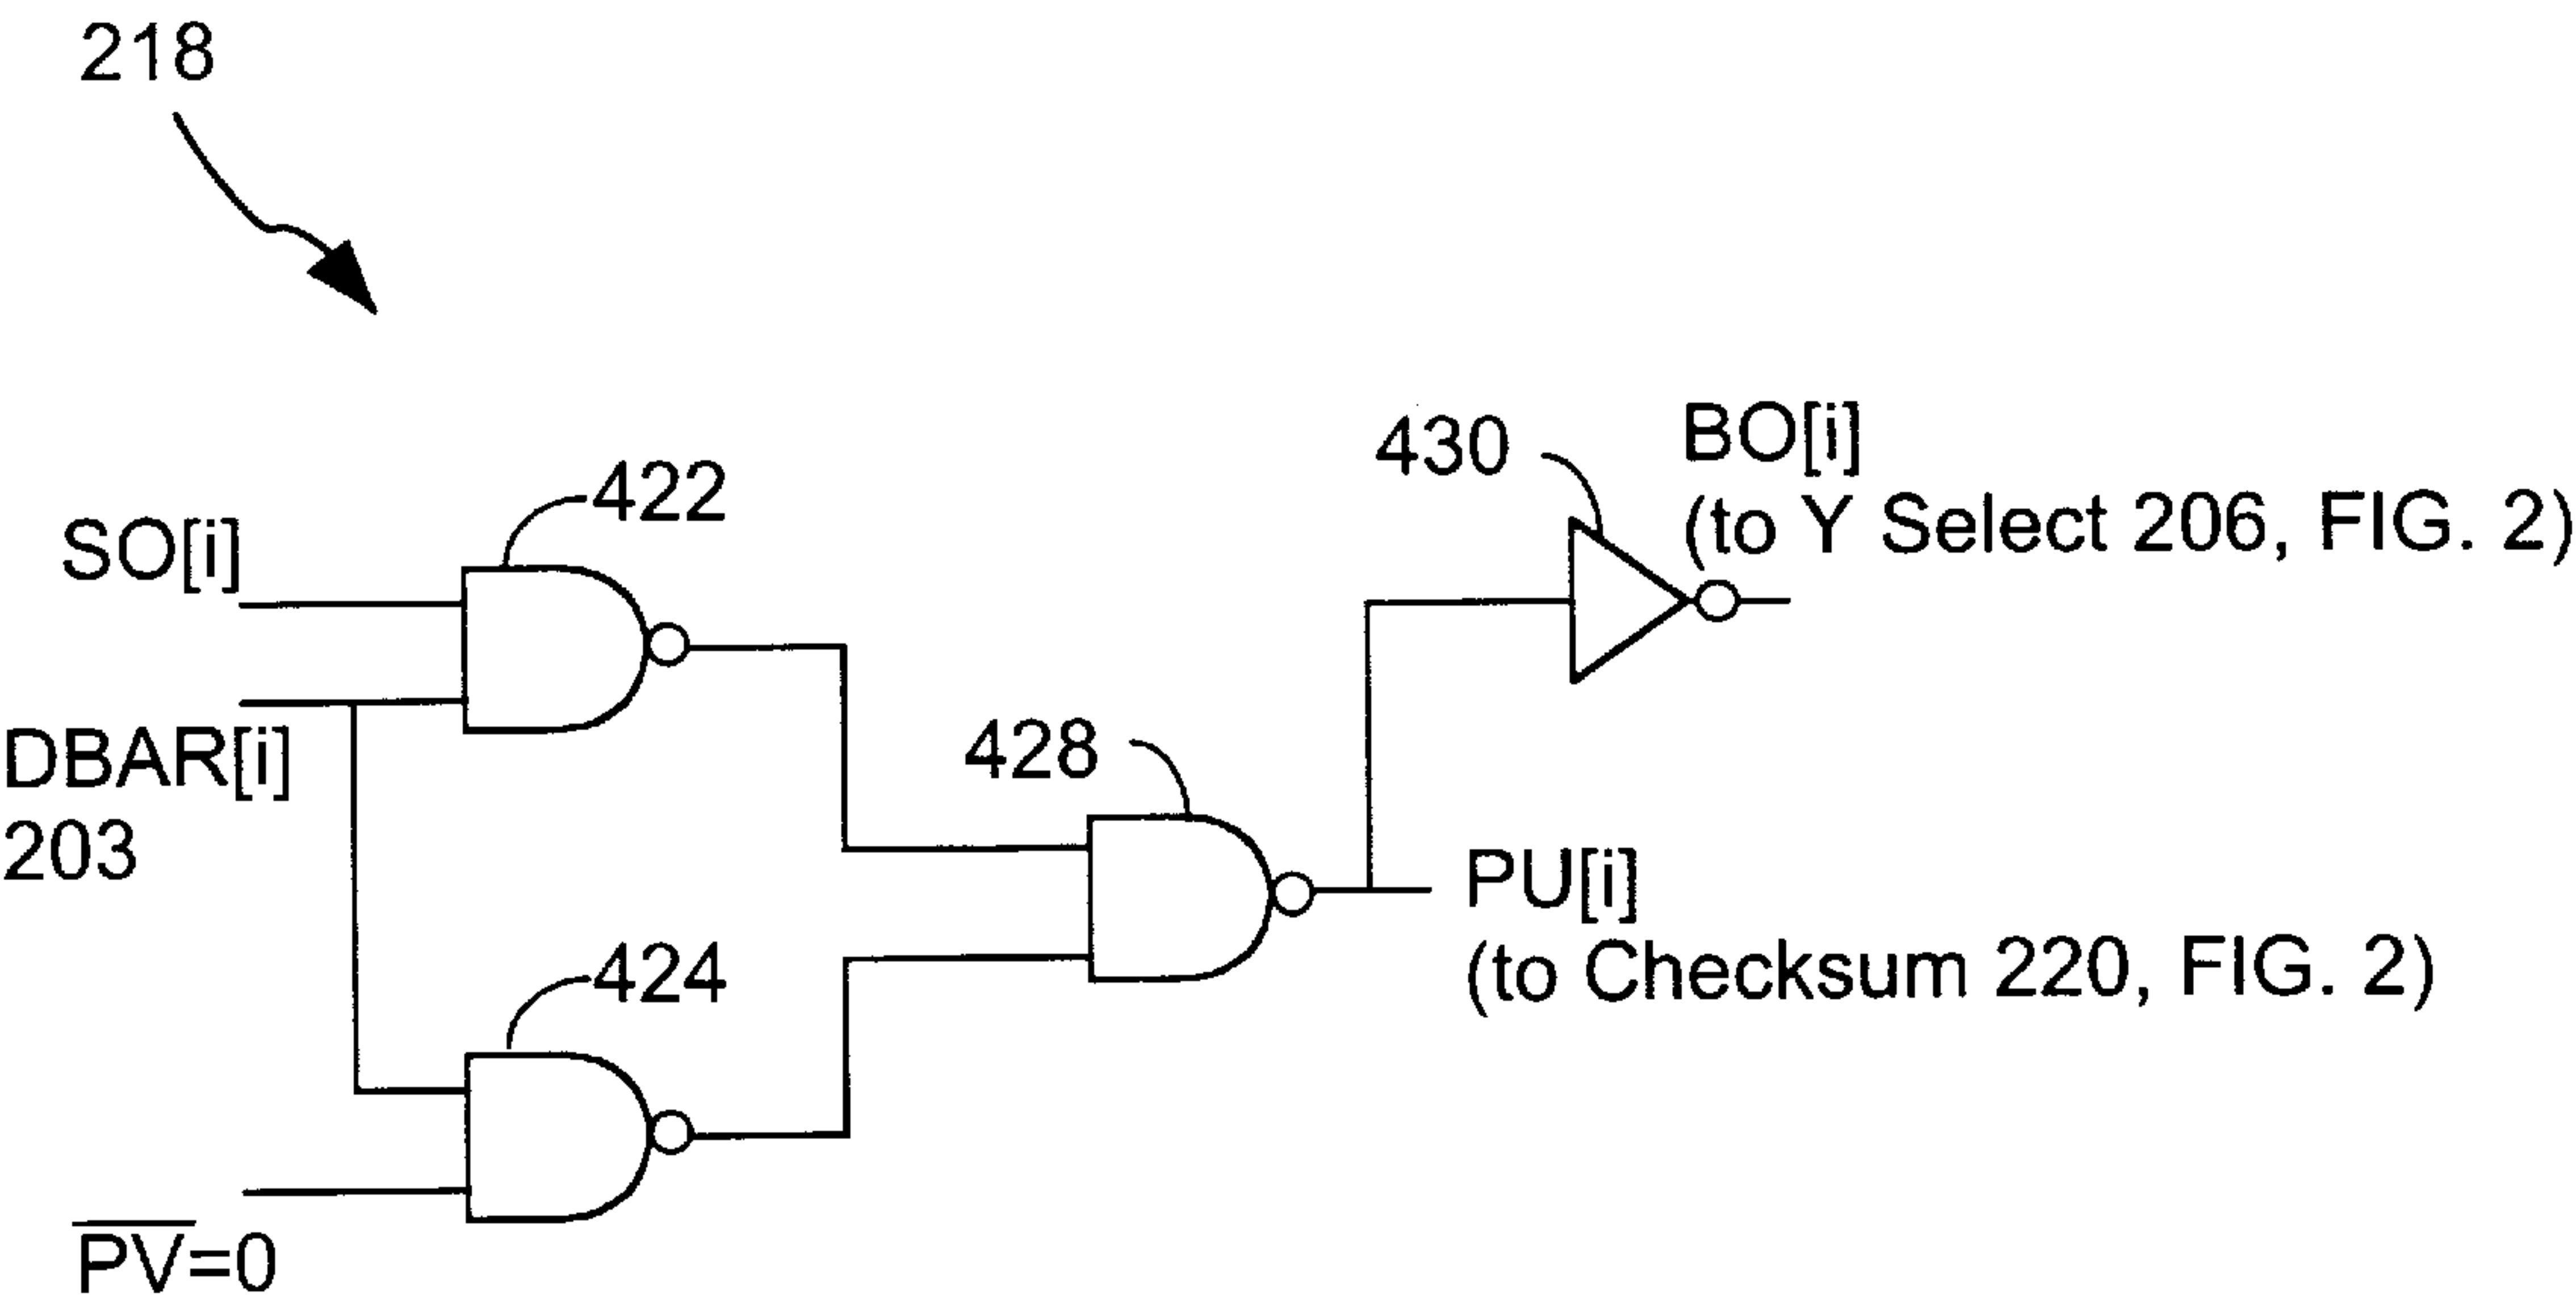 218
430
BO[i]
(to Y Select 206, FIG. 2)
422
SO[i]
DBAR[i]
203
428
PU[i]
(to Checksum 220, FIG. 2)
424
P̅V̅=0